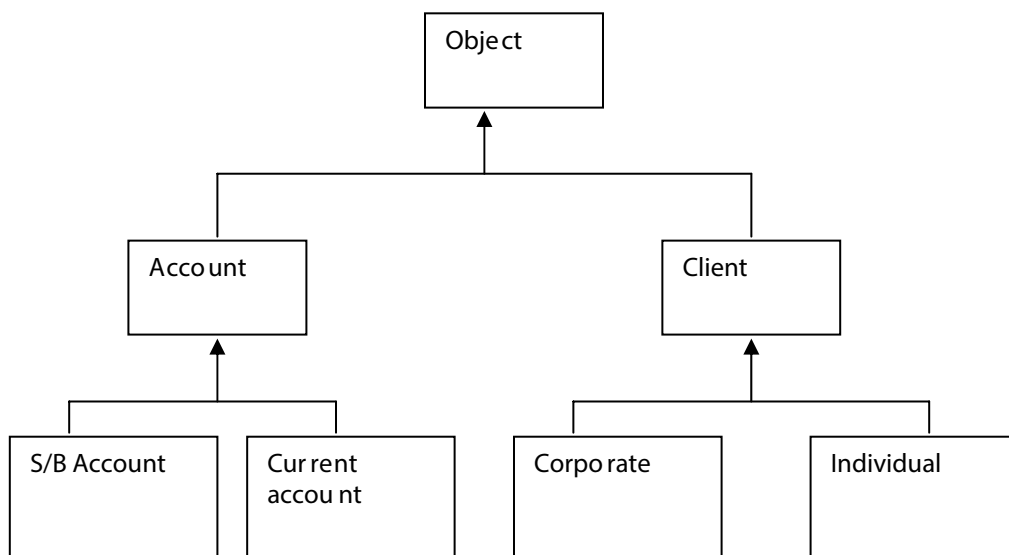 Object
Account
Client
S/B Account
Current
account
Corporate
Individual